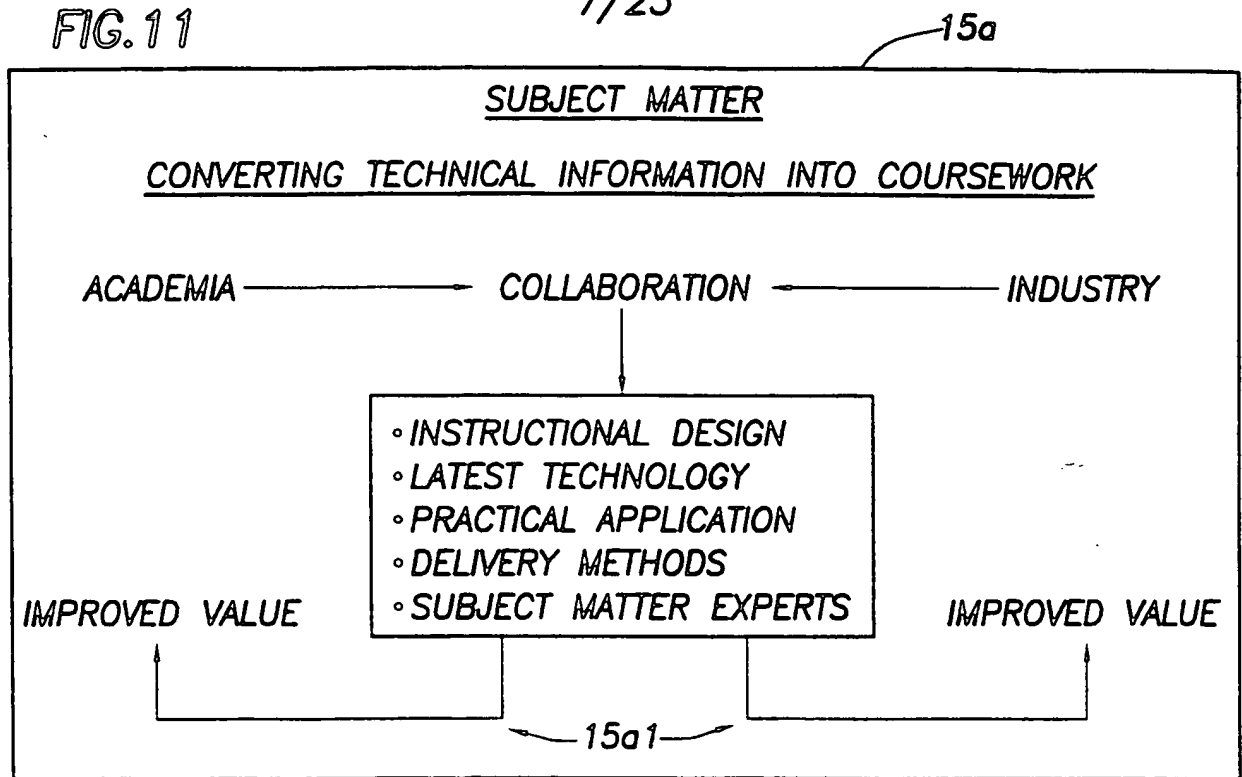 7/25
FIG. 11
15a
SUBJECT MATTER
CONVERTING TECHNICAL INFORMATION INTO COURSEWORK
ACADEMIA COLLABORATION INDUSTRY
◦ INSTRUCTIONAL DESIGN
◦ LATEST TECHNOLOGY
◦ PRACTICAL APPLICATION
◦ DELIVERY METHODS
◦ SUBJECT MATTER EXPERTS
IMPROVED VALUE IMPROVED VALUE
15a1